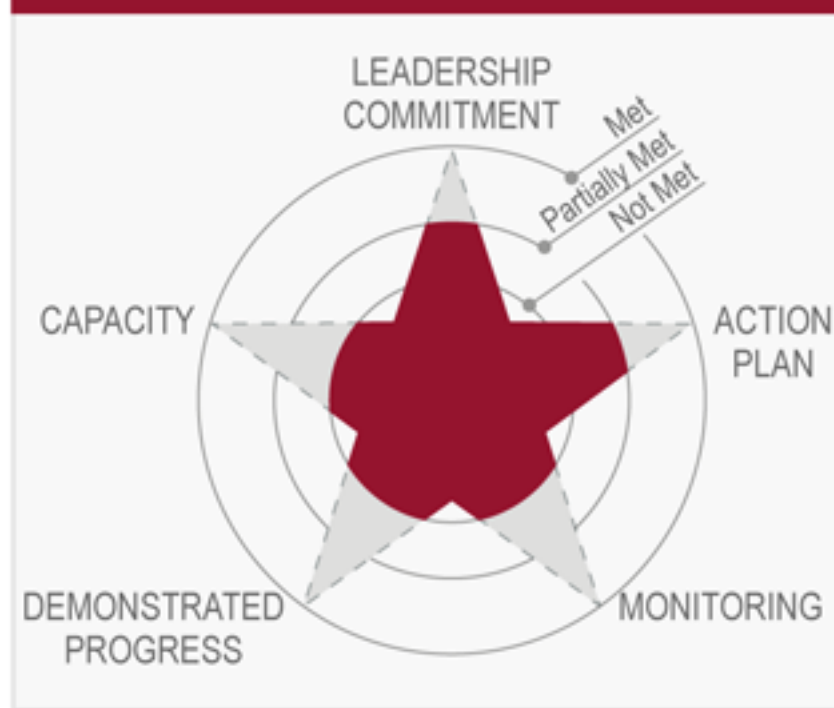 LEADERSHIP
COMMITMENT
Met
Partially Met
Not Met
CAPACITY
ACTION
PLAN
DEMONSTRATED
PROGRESS
MONITORING